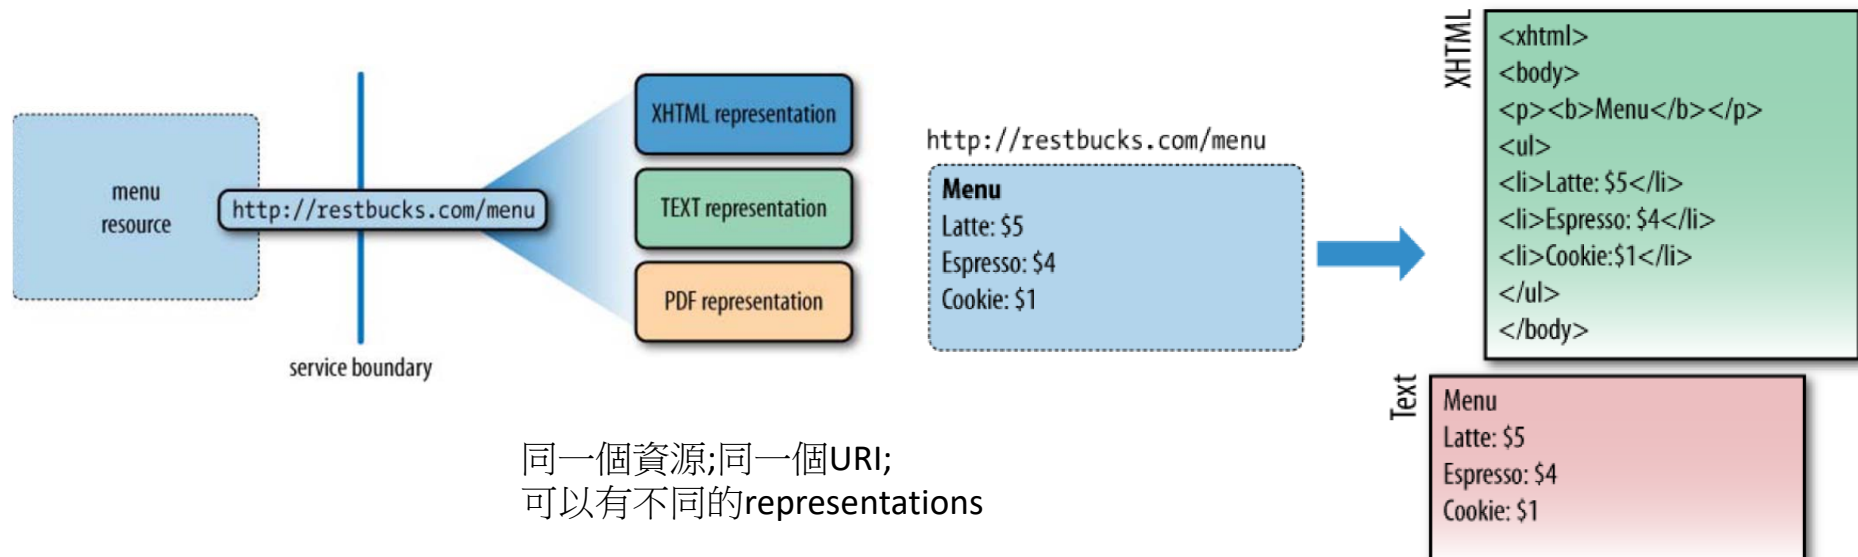 menu
resource
http://restbucks.com/menu
service boundary
XHTML representation
TEXT representation
PDF representation
http://restbucks.com/menu
Menu
Latte: $5
Espresso: $4
Cookie: $1
XHTML
<xhtml>
<body>
<p><b>Menu</b></p>
<ul>
<li>Latte: $5</li>
<li>Espresso: $4</li>
<li>Cookie:$1</li>
</ul>
</body>
Text
Menu
Latte: $5
Espresso: $4
Cookie: $1
同一個資源;同一個URI;
可以有不同的representations